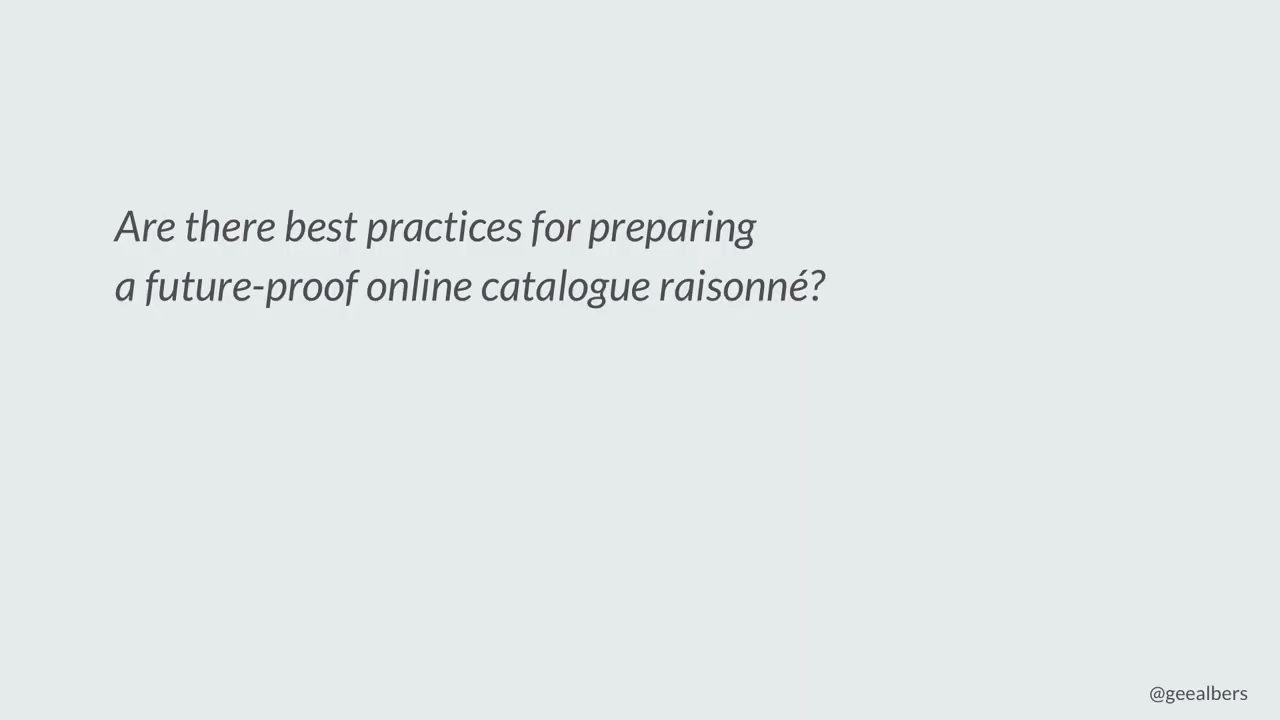 Are there best practices for preparing
a future-proof online catalogue raisonné?
@geealbers